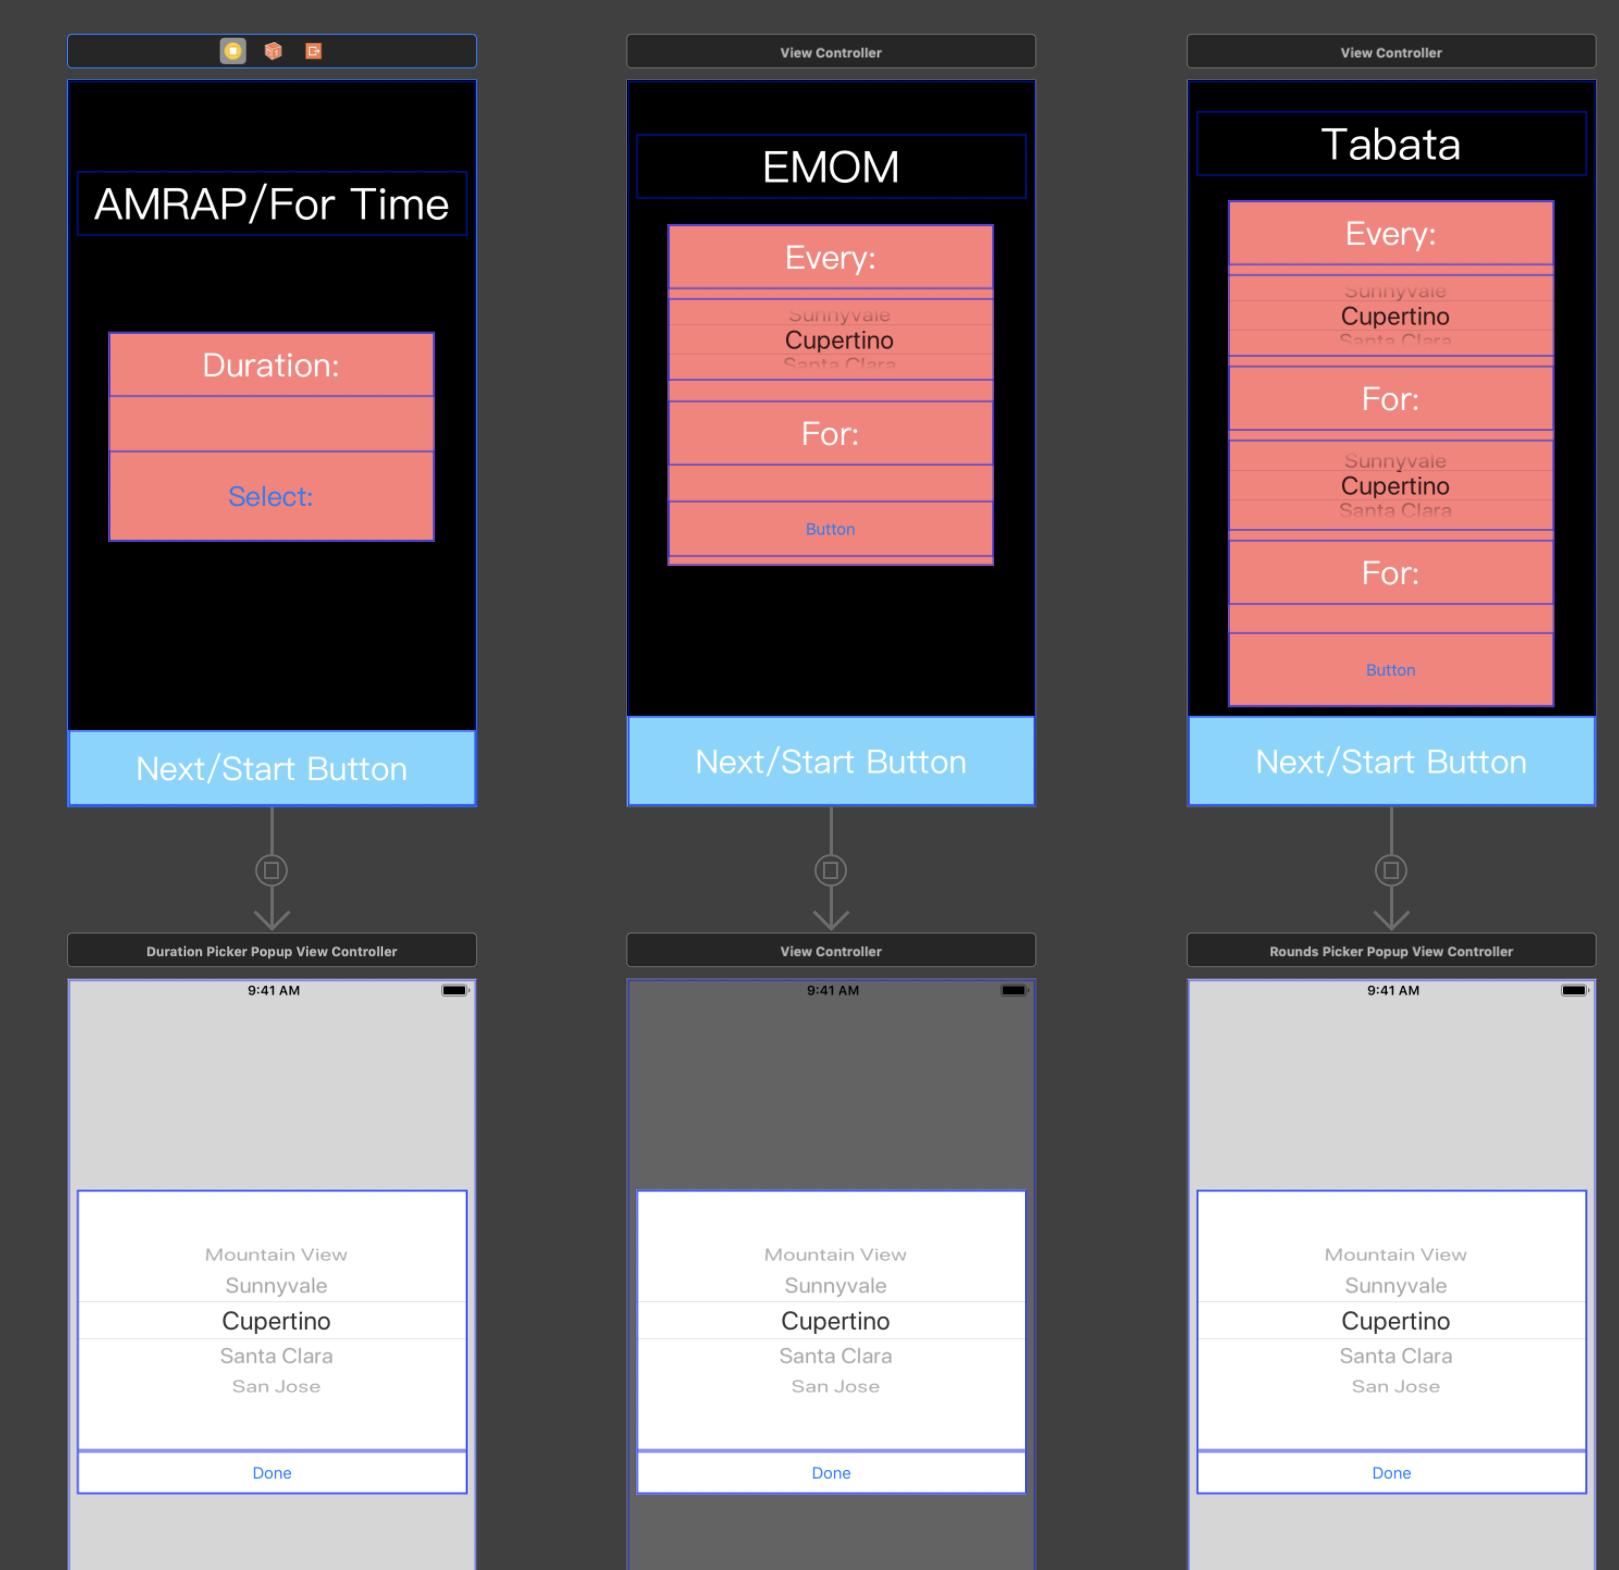 AMRAP/For Time
Duration:
Select:
Next/Start Button
View Controller
EMOM
Every:
Sunnyvale
Cupertino
Santa Clara
For:
Button
Next/Start Button
View Controller
Tabata
Every:
Sunnyvale
Cupertino
Santa Clara
For:
Sunnyvale
Cupertino
Santa Clara
For:
Button
Next/Start Button
Duration Picker Popup View Controller
9:41 AM
Mountain View
Sunnyvale
Cupertino
Santa Clara
San Jose
Done
View Controller
9:41 AM
Mountain View
Sunnyvale
Cupertino
Santa Clara
San Jose
Done
Rounds Picker Popup View Controller
9:41 AM
Mountain View
Sunnyvale
Cupertino
Santa Clara
San Jose
Done